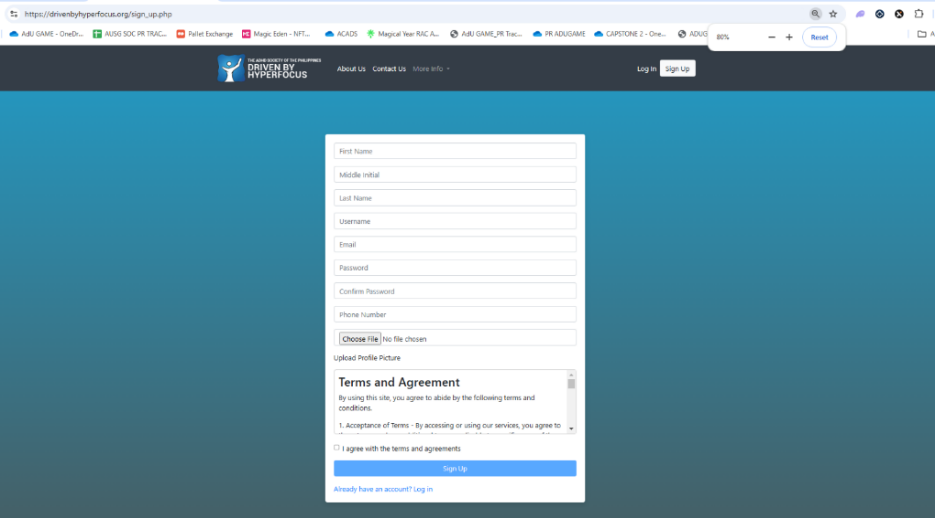 https://drivenbyhyperfocus.org/sign_up.php
AdU GAME - OneDr...
AUSG SOC PR TRAC...
Pallet Exchange
Magic Eden - NFT...
ACAOS
Magical Year RAC A...
AdU GAME_PR Trac...
PR ADUGAME
CAPSTONE 2 - One...
ADUG
80%
Reset
THE ADHD SOCIETY OF THE PHILIPPINES
DRIVEN BY
HYPERFOCUS
About Us
Contact Us
More Info
Log In
Sign Up
First Name
Middle Initial
Last Name
Username
Email
Password
Confirm Password
Phone Number
Choose File No file chosen
Upload Profile Picture
Terms and Agreement
By using this site, you agree to abide by the following terms and
conditions.
1. Acceptance of Terms - By accessing or using our services, you agree to
I agree with the terms and agreements
Sign Up
Already have an account? Log in